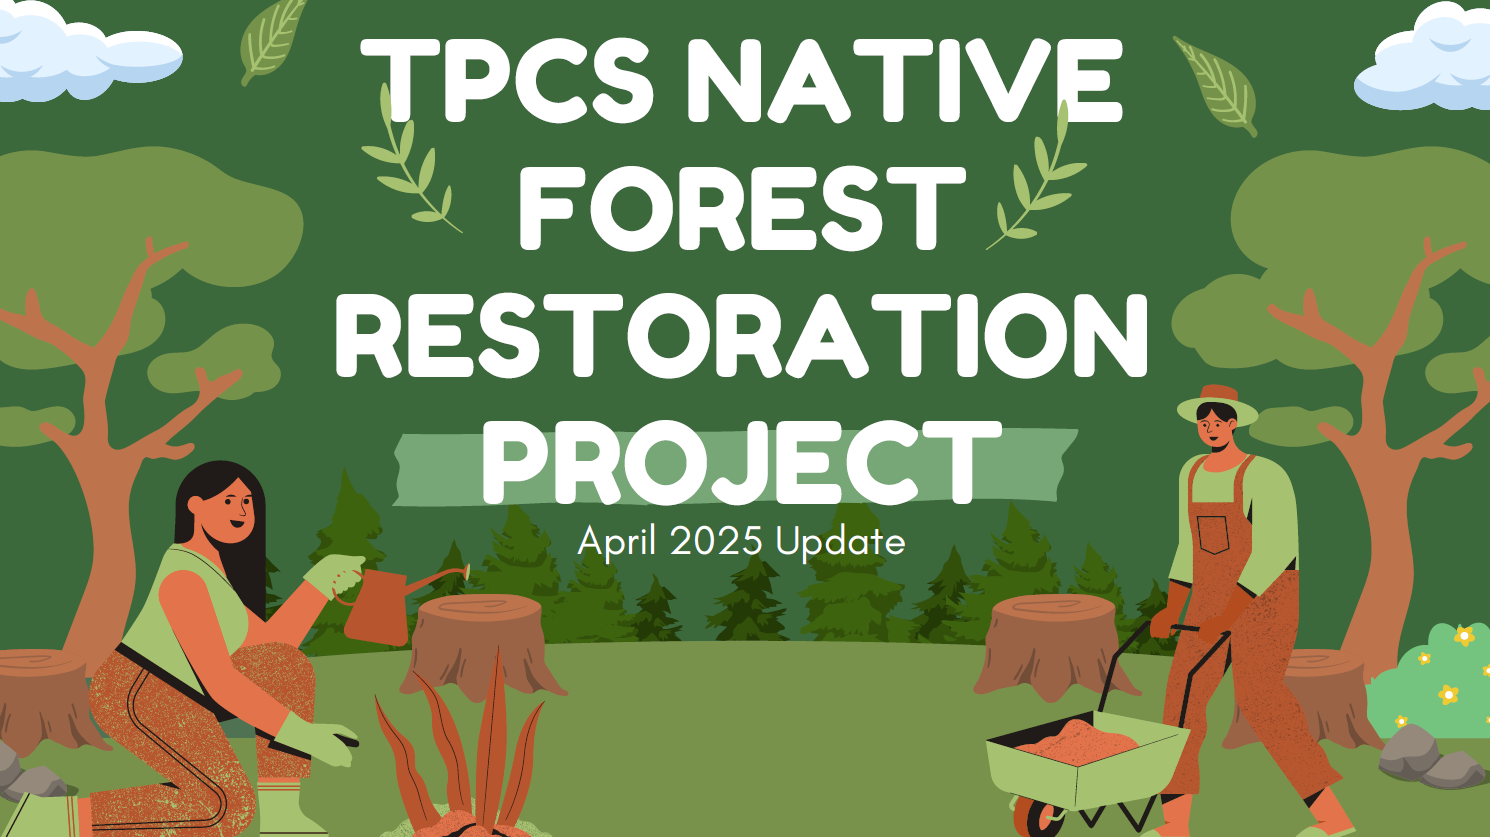 TPCS NATIVE
FOREST
RESTORATION
PROJECT
April 2025 Update